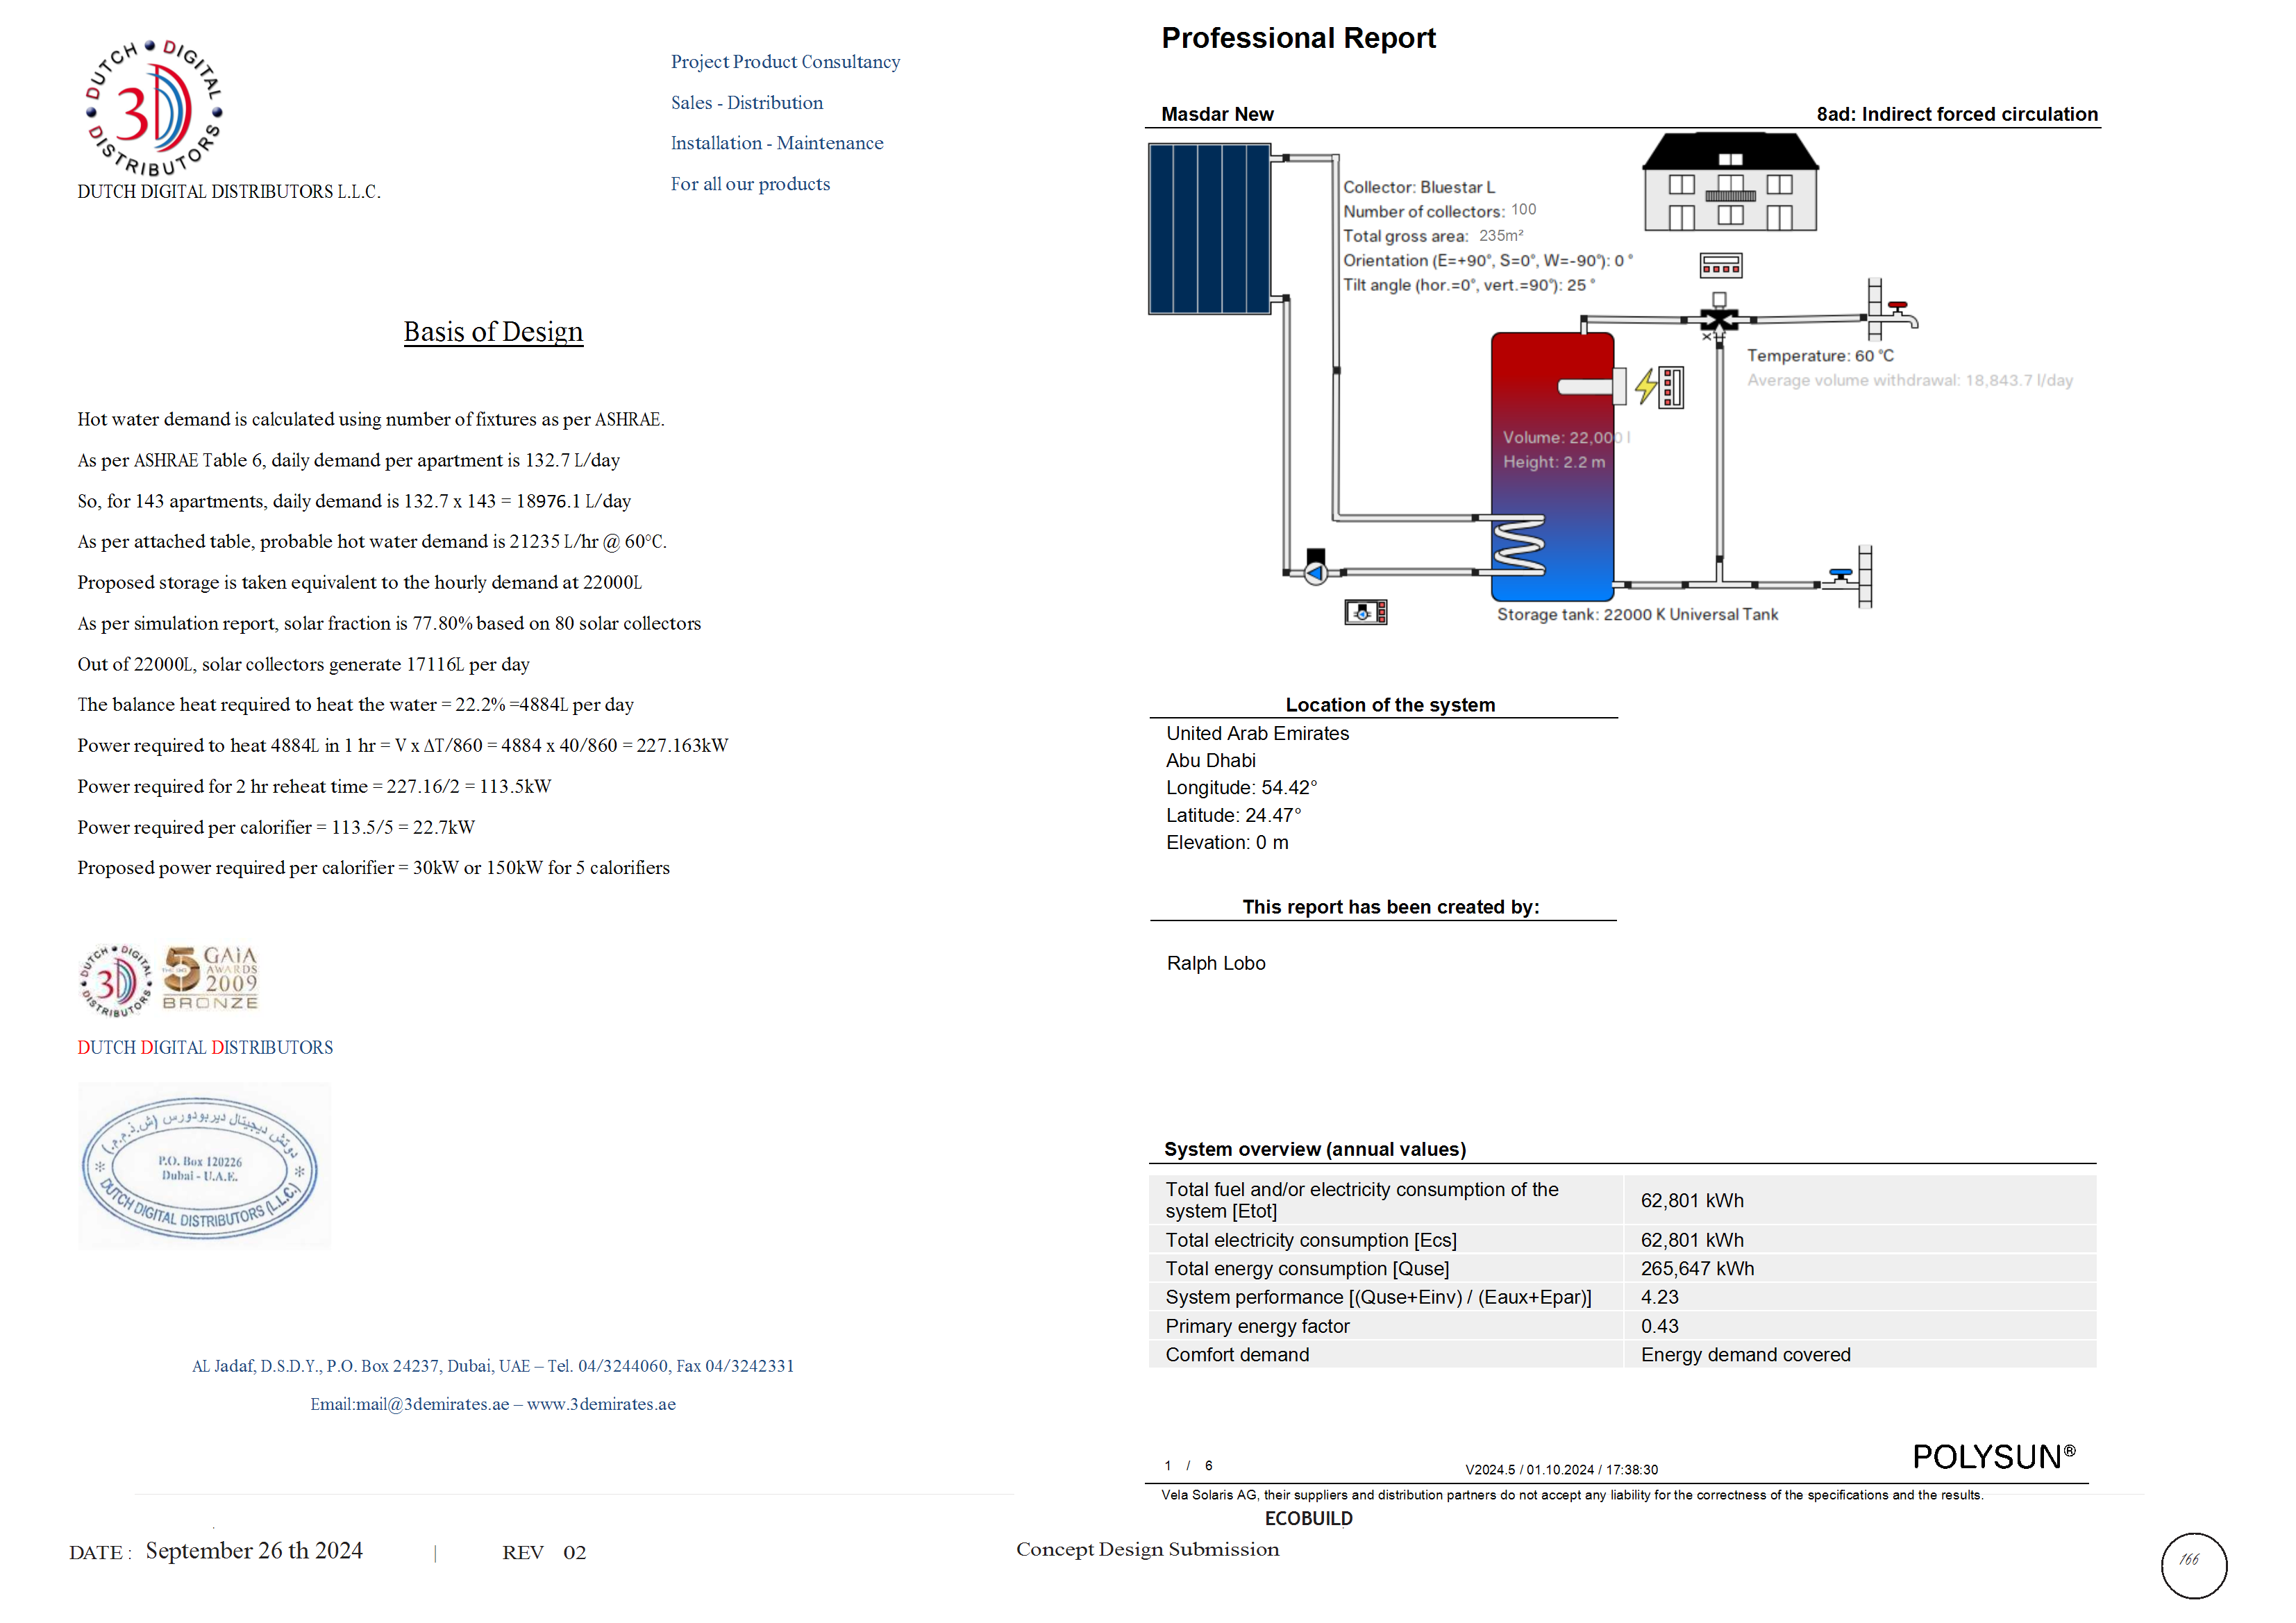 DUTCH DIGITAL DISTRIBUTORS
3D
DUTCH DIGITAL DISTRIBUTORS L.L.C.
Project Product Consultancy
Sales - Distribution
Installation - Maintenance
For all our products
Basis of Design
Hot water demand is calculated using number of fixtures as per ASHRAE.
As per ASHRAE Table 6, daily demand per apartment is 132.7 L/day
So, for 143 apartments, daily demand is 132.7 x 143 = 18976.1 L/day
As per attached table, probable hot water demand is 21235 L/hr @ 60°C.
Proposed storage is taken equivalent to the hourly demand at 22000L
As per simulation report, solar fraction is 77.80% based on 80 solar collectors
Out of 22000L, solar collectors generate 17116L per day
The balance heat required to heat the water = 22.2% =4884L per day
Power required to heat 4884L in 1 hr = V x ΔT/860 = 4884 x 40/860 = 227.163kW
Power required for 2 hr reheat time = 227.16/2 = 113.5kW
Power required per calorifier = 113.5/5 = 22.7kW
Proposed power required per calorifier = 30kW or 150kW for 5 calorifiers
DUTCH DIGITAL DISTRIBUTORS
3D
5
GAIA
AWARDS
2009
BRONZE
DUTCH DIGITAL DISTRIBUTORS
P.O. Box 120226
Dubai - U.A.E.
DUTCH DIGITAL DISTRIBUTORS (L.L.C.)
AL Jadaf, D.S.D.Y., P.O. Box 24237, Dubai, UAE – Tel. 04/3244060, Fax 04/3242331
Email:mail@3demirates.ae – www.3demirates.ae
Professional Report
Masdar New
8ad: Indirect forced circulation
Collector: Bluestar L
Number of collectors: 100
Total gross area: 235m²
Orientation (E=+90°, S=0°, W=-90°): 0 °
Tilt angle (hor.=0°, vert.=90°): 25 °
Temperature: 60 °C
Average volume withdrawal: 18,843.7 l/day
Volume: 22,000 l
Height: 2.2 m
Storage tank: 22000 K Universal Tank
Location of the system
United Arab Emirates
Abu Dhabi
Longitude: 54.42°
Latitude: 24.47°
Elevation: 0 m
This report has been created by:
Ralph Lobo
System overview (annual values)
Total fuel and/or electricity consumption of the
system [Etot]
62,801 kWh
Total electricity consumption [Ecs] 62,801 kWh
Total energy consumption [Quse] 265,647 kWh
System performance [(Quse+Einv) / (Eaux+Epar)] 4.23
Primary energy factor 0.43
Comfort demand Energy demand covered
1 / 6
V2024.5 / 01.10.2024 / 17:38:30
POLYSUN®
Vela Solaris AG, their suppliers and distribution partners do not accept any liability for the correctness of the specifications and the results.
ECOBUILD
DATE : September 26 th 2024 | REV 02
Concept Design Submission
166